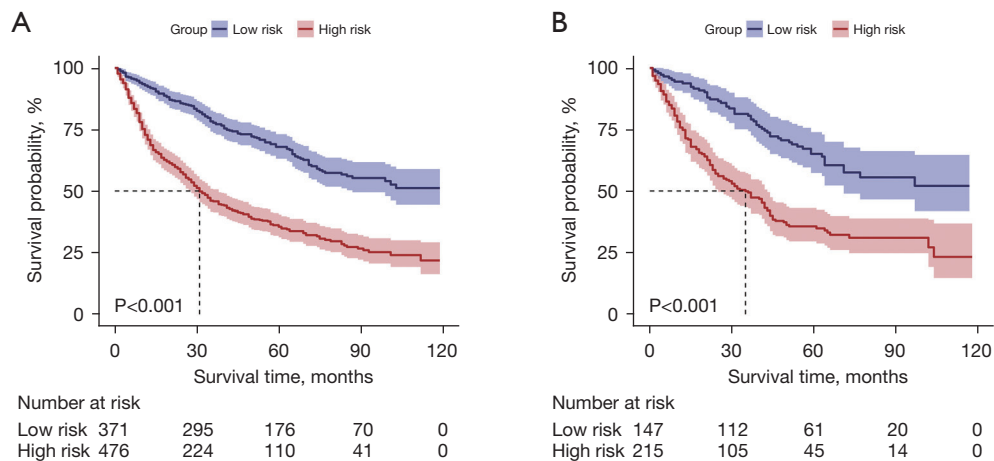 A
Group Low risk High risk
Survival probability, %
100
75
50
25
0
P<0.001
0 30 60 90 120
Survival time, months
Number at risk
Low risk 371 295 176 70 0
High risk 476 224 110 41 0
B
Group Low risk High risk
Survival probability, %
100
75
50
25
0
P<0.001
0 30 60 90 120
Survival time, months
Number at risk
Low risk 147 112 61 20 0
High risk 215 105 45 14 0